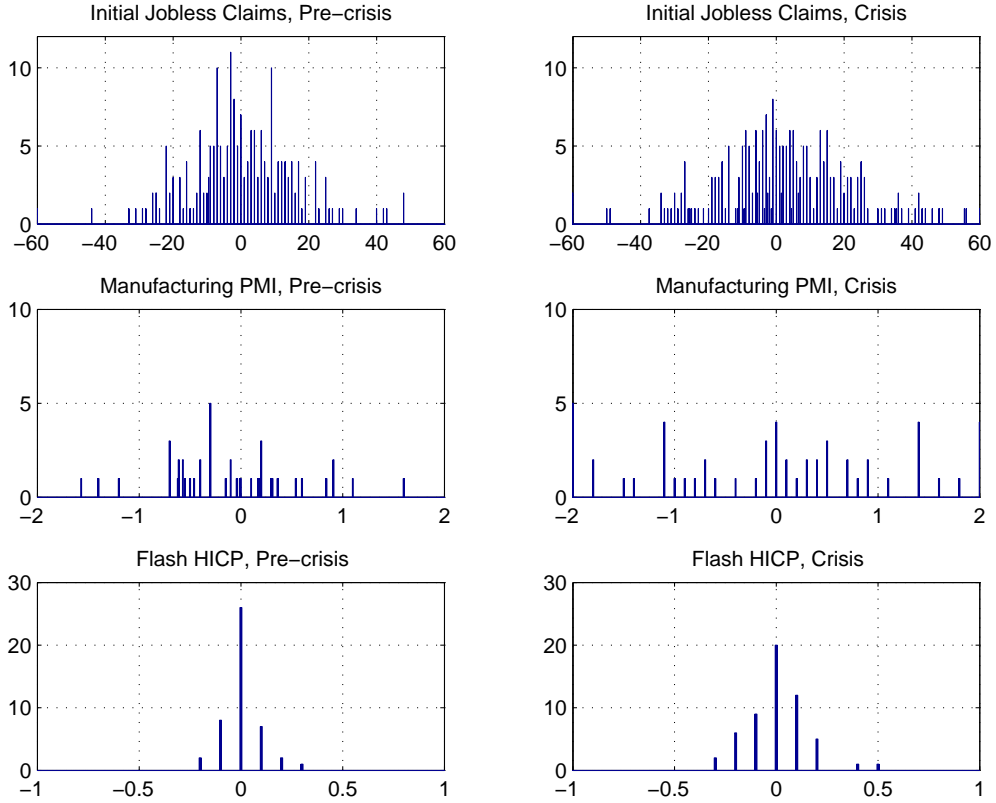 Initial Jobless Claims, Pre−crisis
10
5
0
−60 −40 −20 0 20 40 60
Initial Jobless Claims, Crisis
10
5
0
−60 −40 −20 0 20 40 60
Manufacturing PMI, Pre−crisis
10
5
0
−2 −1 0 1 2
Manufacturing PMI, Crisis
10
5
0
−2 −1 0 1 2
Flash HICP, Pre−crisis
30
20
10
0
−1 −0.5 0 0.5 1
Flash HICP, Crisis
30
20
10
0
−1 −0.5 0 0.5 1